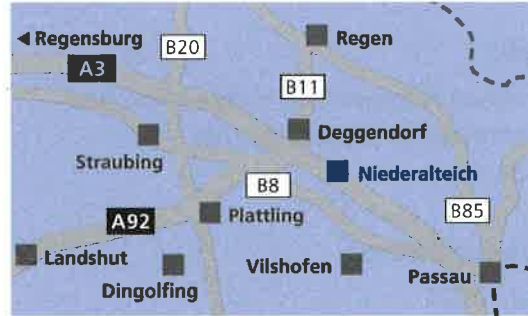 ◄ Regensburg
B20
Regen
A3
B11
Deggendorf
Straubing
Niederalteich
B8
A92
Plattling
B85
Landshut
Vilshofen
Dingolfing
Passau